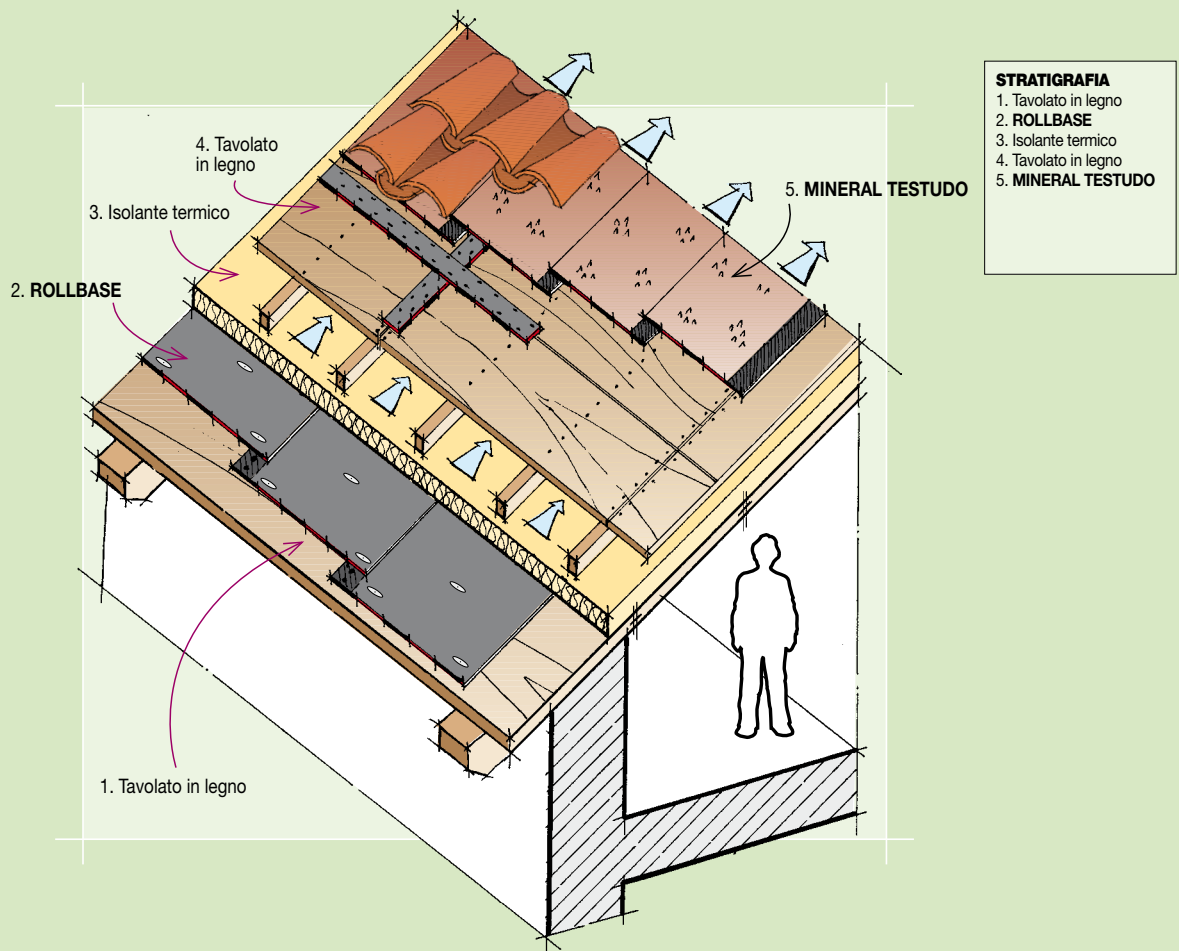 4. Tavolato
in legno
3. Isolante termico
2. ROLLBASE
5. MINERAL TESTUDO
1. Tavolato in legno
STRATIGRAFIA
1. Tavolato in legno
2. ROLLBASE
3. Isolante termico
4. Tavolato in legno
5. MINERAL TESTUDO